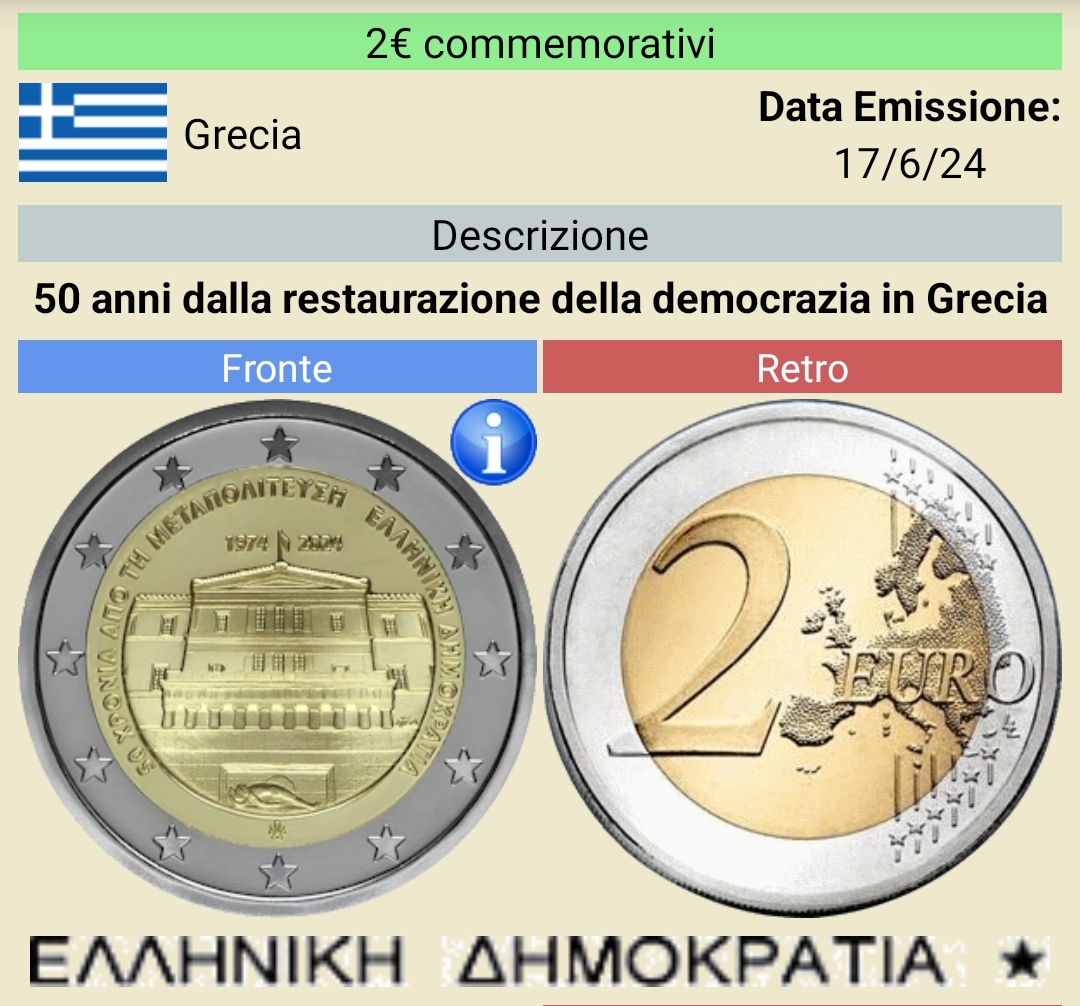 2€ commemorativi
Grecia
Data Emissione:
17/6/24
Descrizione
50 anni dalla restaurazione della democrazia in Grecia
Fronte
Retro
i
50 ΧΡΟΝΙΑ ΑΠΟ ΤΗ ΜΕΤΑΠΟΛΙΤΕΥΣΗ ΕΛΛΗΝΙΚΗ ΔΗΜΟΚΡΑΤΙΑ
1974 2024
2 EURO
ΕΛΛΗΝΙΚΗ ΔΗΜΟΚΡΑΤΙΑ ★